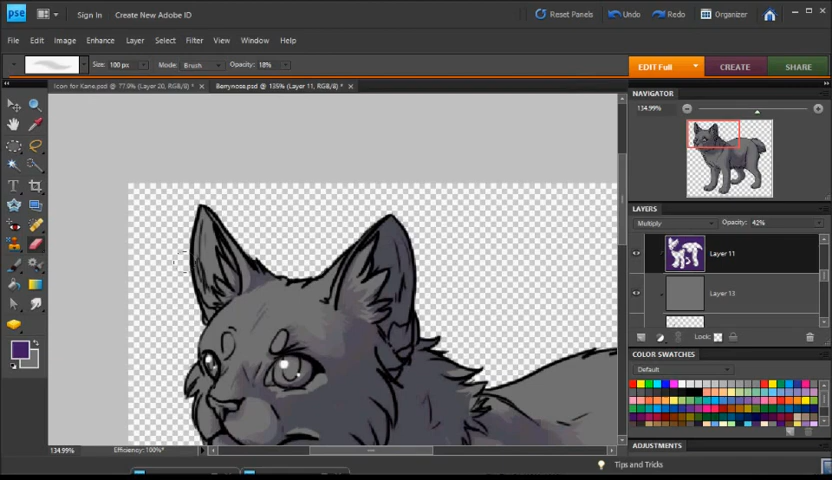 pse Sign In Create New Adobe ID Reset Panels Undo Redo Organizer
File Edit Image Enhance Layer Select Filter View Window Help
Size: 100 px Mode: Brush Opacity: 18% EDIT Full CREATE SHARE
Icon for Kane.psd @ 77.9% (Layer 20, RGB/8) * × Berrynose.psd @ 135% (Layer 11, RGB/8) * ×
NAVIGATOR
134.99%
LAYERS
Multiply Opacity: 42%
Layer 11
Layer 13
Lock:
COLOR SWATCHES
Default
ADJUSTMENTS
134.99% Efficiency: 100%*
Tips and Tricks